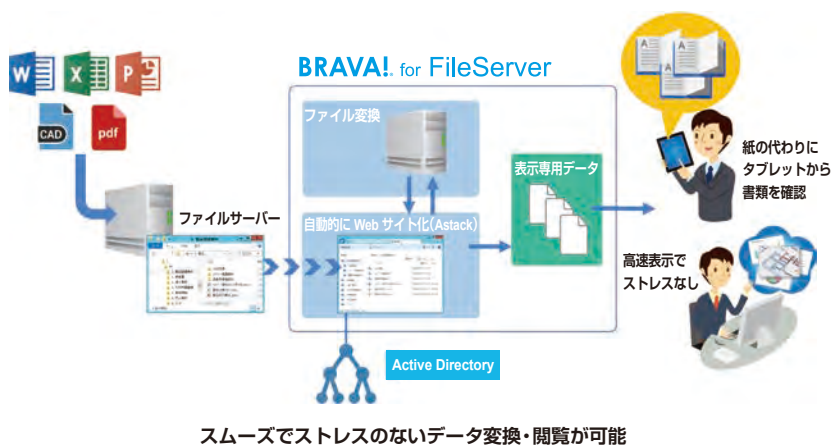 BRAVA!. for FileServer
W
X
P
CAD
pdf
ファイル変換
A
A
A
紙の代わりに
タブレットから
書類を確認
表示専用データ
ファイルサーバー
自動的に Web サイト化(Astack)
高速表示で
ストレスなし
Active Directory
スムーズでストレスのないデータ変換・閲覧が可能